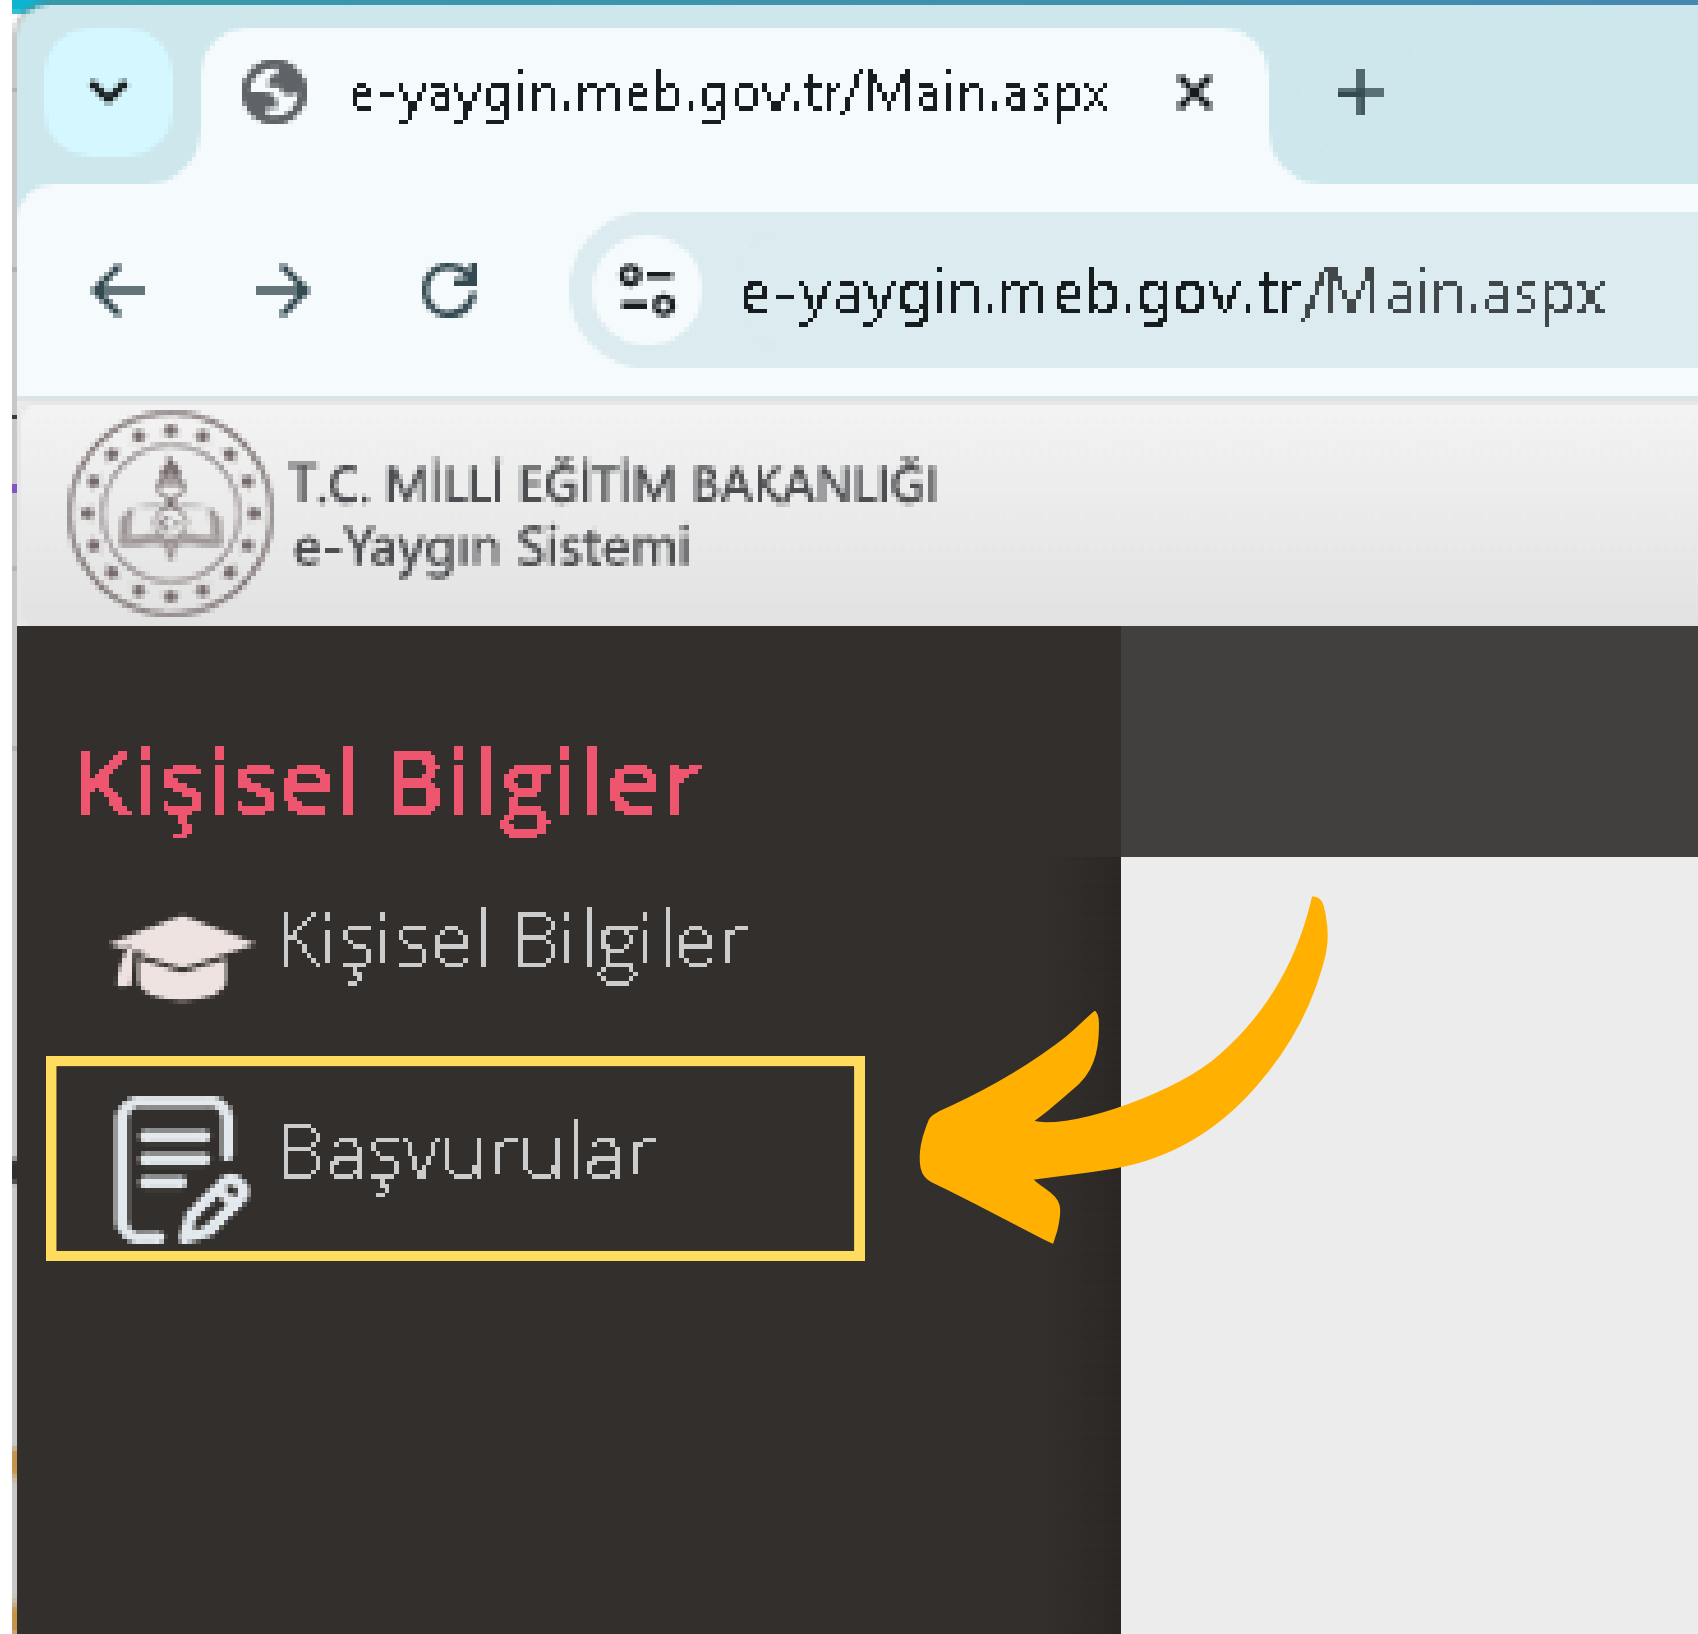 e-yaygin.meb.gov.tr/Main.aspx
e-yaygin.meb.gov.tr/Main.aspx
T.C. MİLLİ EĞİTİM BAKANLIĞI
e-Yaygın Sistemi
Kişisel Bilgiler
Kişisel Bilgiler
Başvurular